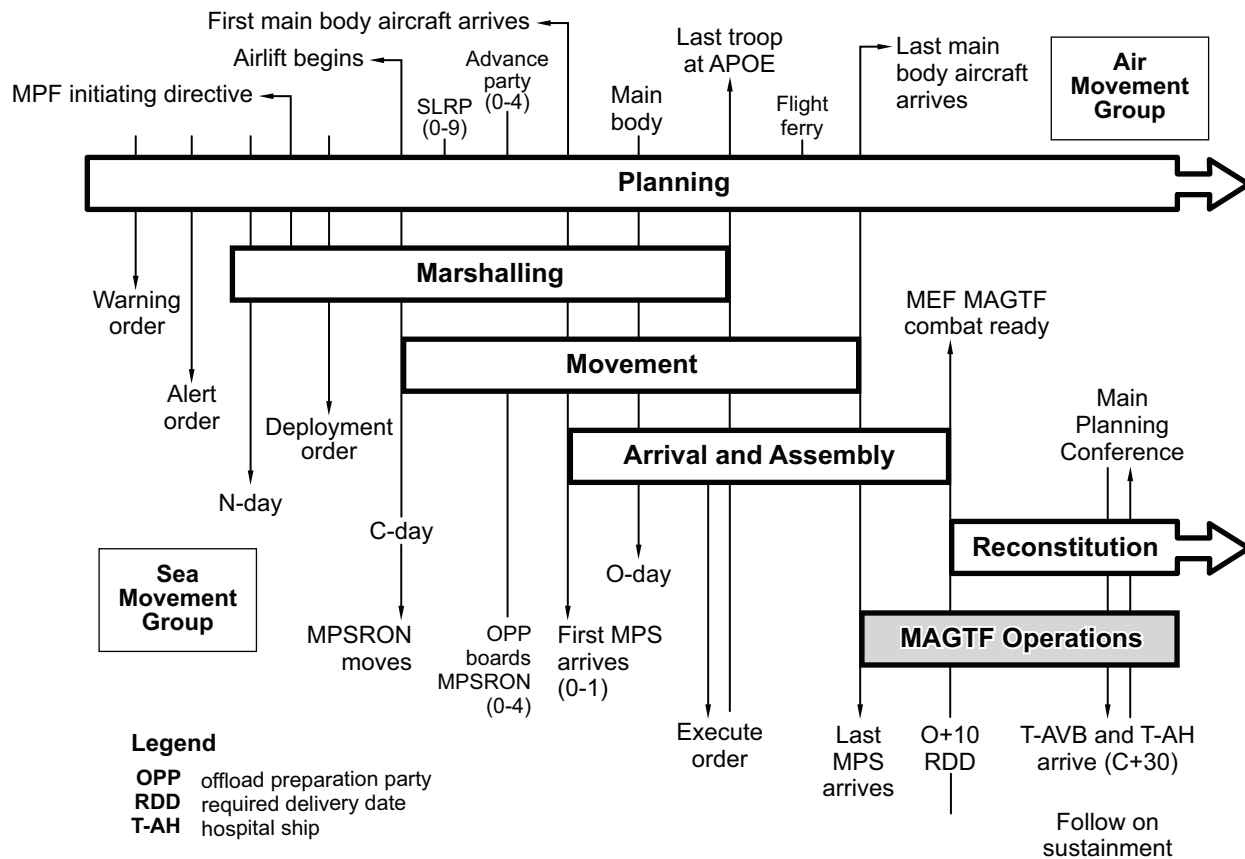 First main body aircraft arrives
Airlift begins
MPF initiating directive
SLRP
(0-9)
Advance
party
(0-4)
Main
body
Last troop
at APOE
Flight
ferry
Last main
body aircraft
arrives
Air
Movement
Group
Planning
Marshalling
Warning
order
MEF MAGTF
combat ready
Movement
Alert
order
Deployment
order
Main
Planning
Conference
Arrival and Assembly
N-day
C-day
Reconstitution
Sea
Movement
Group
O-day
MPSRON
moves
OPP
boards
MPSRON
(0-4)
First MPS
arrives
(0-1)
MAGTF Operations
Execute
order
Last
MPS
arrives
O+10
RDD
T-AVB and T-AH
arrive (C+30)
Follow on
sustainment
Legend
OPP offload preparation party
RDD required delivery date
T-AH hospital ship